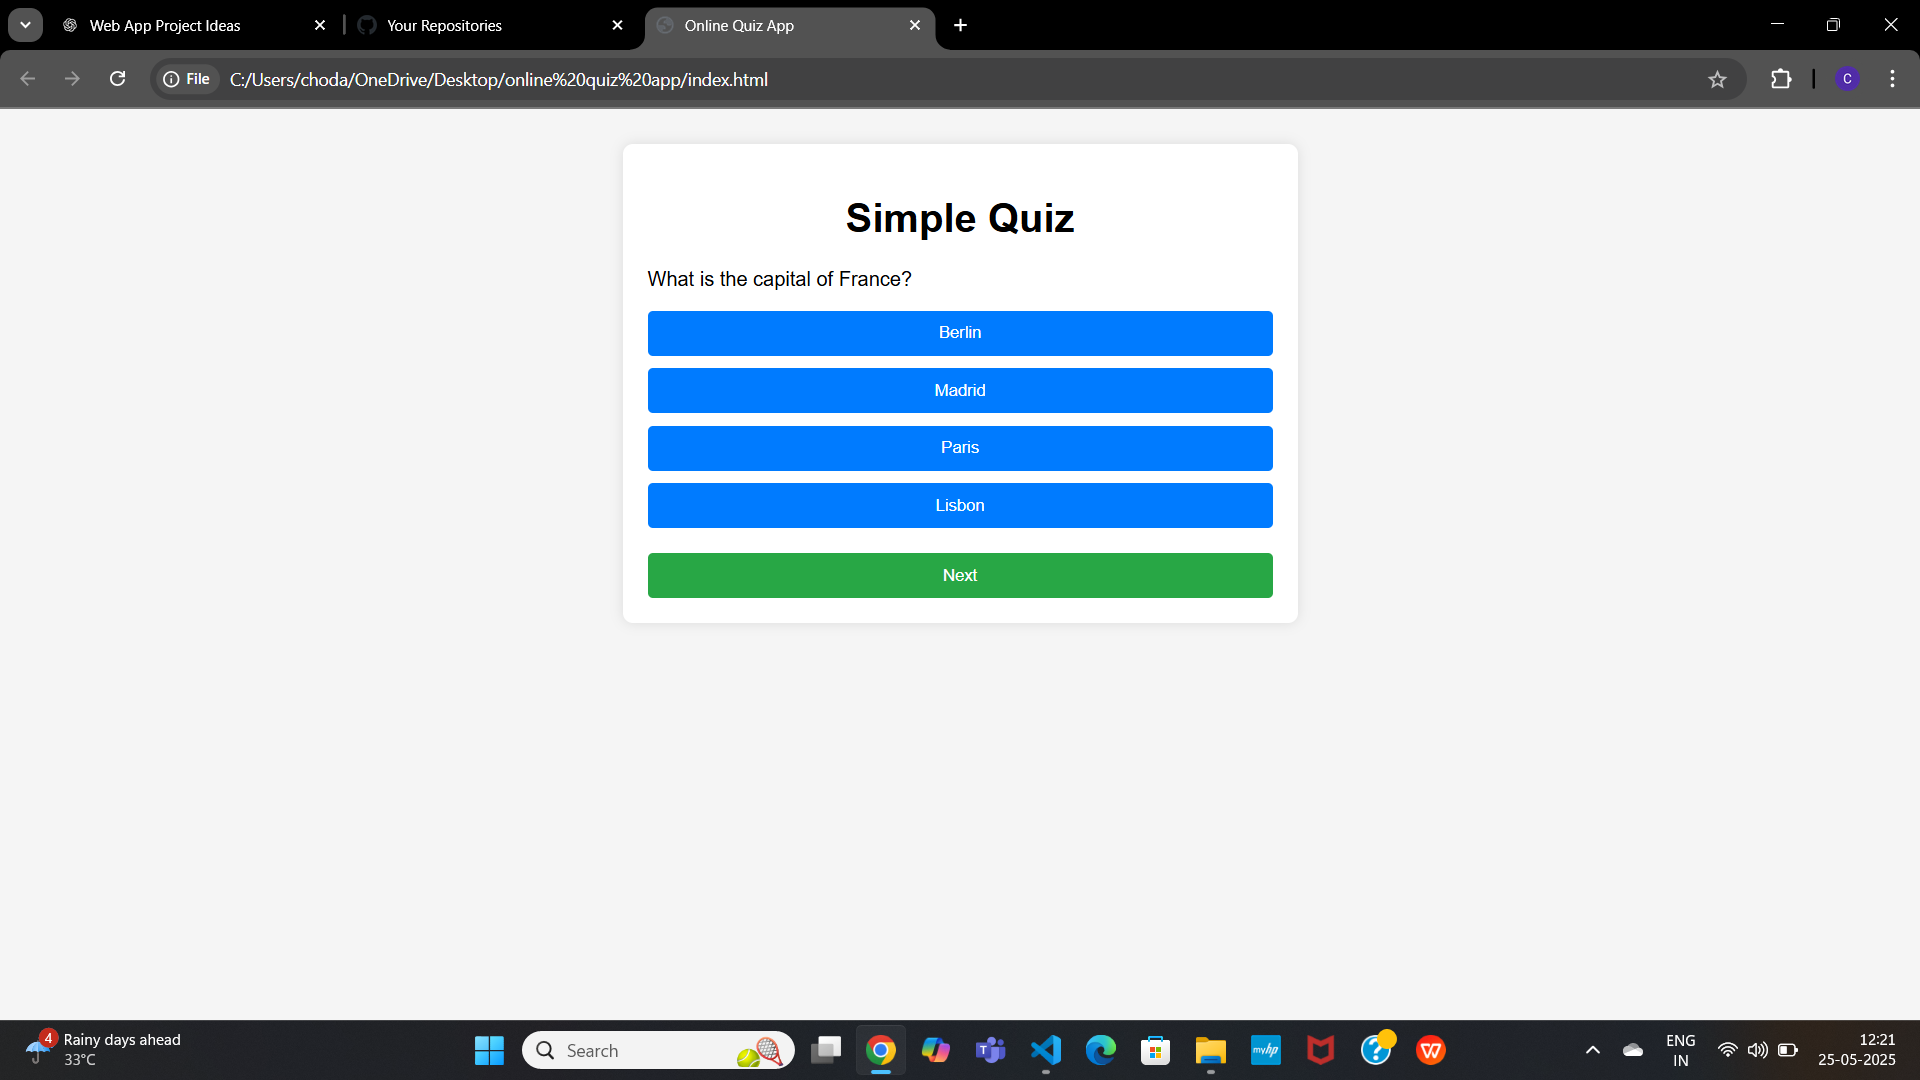 Web App Project Ideas
Your Repositories
Online Quiz App
File
C:/Users/choda/OneDrive/Desktop/online%20quiz%20app/index.html
C
Simple Quiz
What is the capital of France?
Berlin
Madrid
Paris
Lisbon
Next
4
Rainy days ahead
33°C
Search
T
myhp
?
W
ENG
IN
12:21
25-05-2025